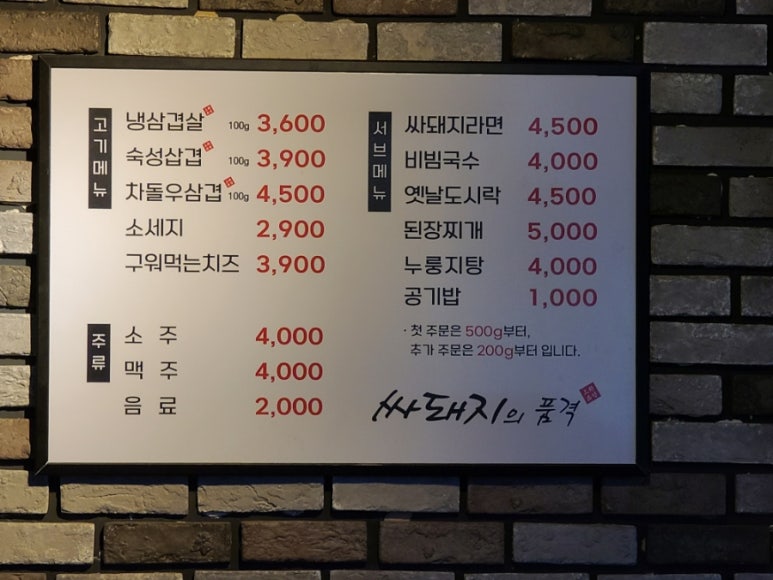 고기메뉴
냉삼겹살 100g 3,600
숙성삽겹 100g 3,900
차돌우삼겹 100g 4,500
소세지 2,900
구워먹는치즈 3,900
주류
소 주 4,000
맥 주 4,000
음 료 2,000
서브메뉴
싸돼지라면 4,500
비빔국수 4,000
옛날도시락 4,500
된장찌개 5,000
누룽지탕 4,000
공기밥 1,000
· 첫 주문은 500g부터,
추가 주문은 200g부터 입니다.
싸돼지의 품격